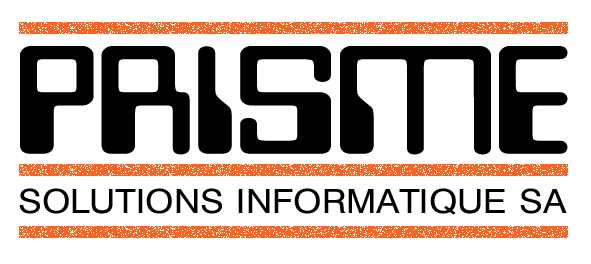 PRISME
SOLUTIONS INFORMATIQUE SA